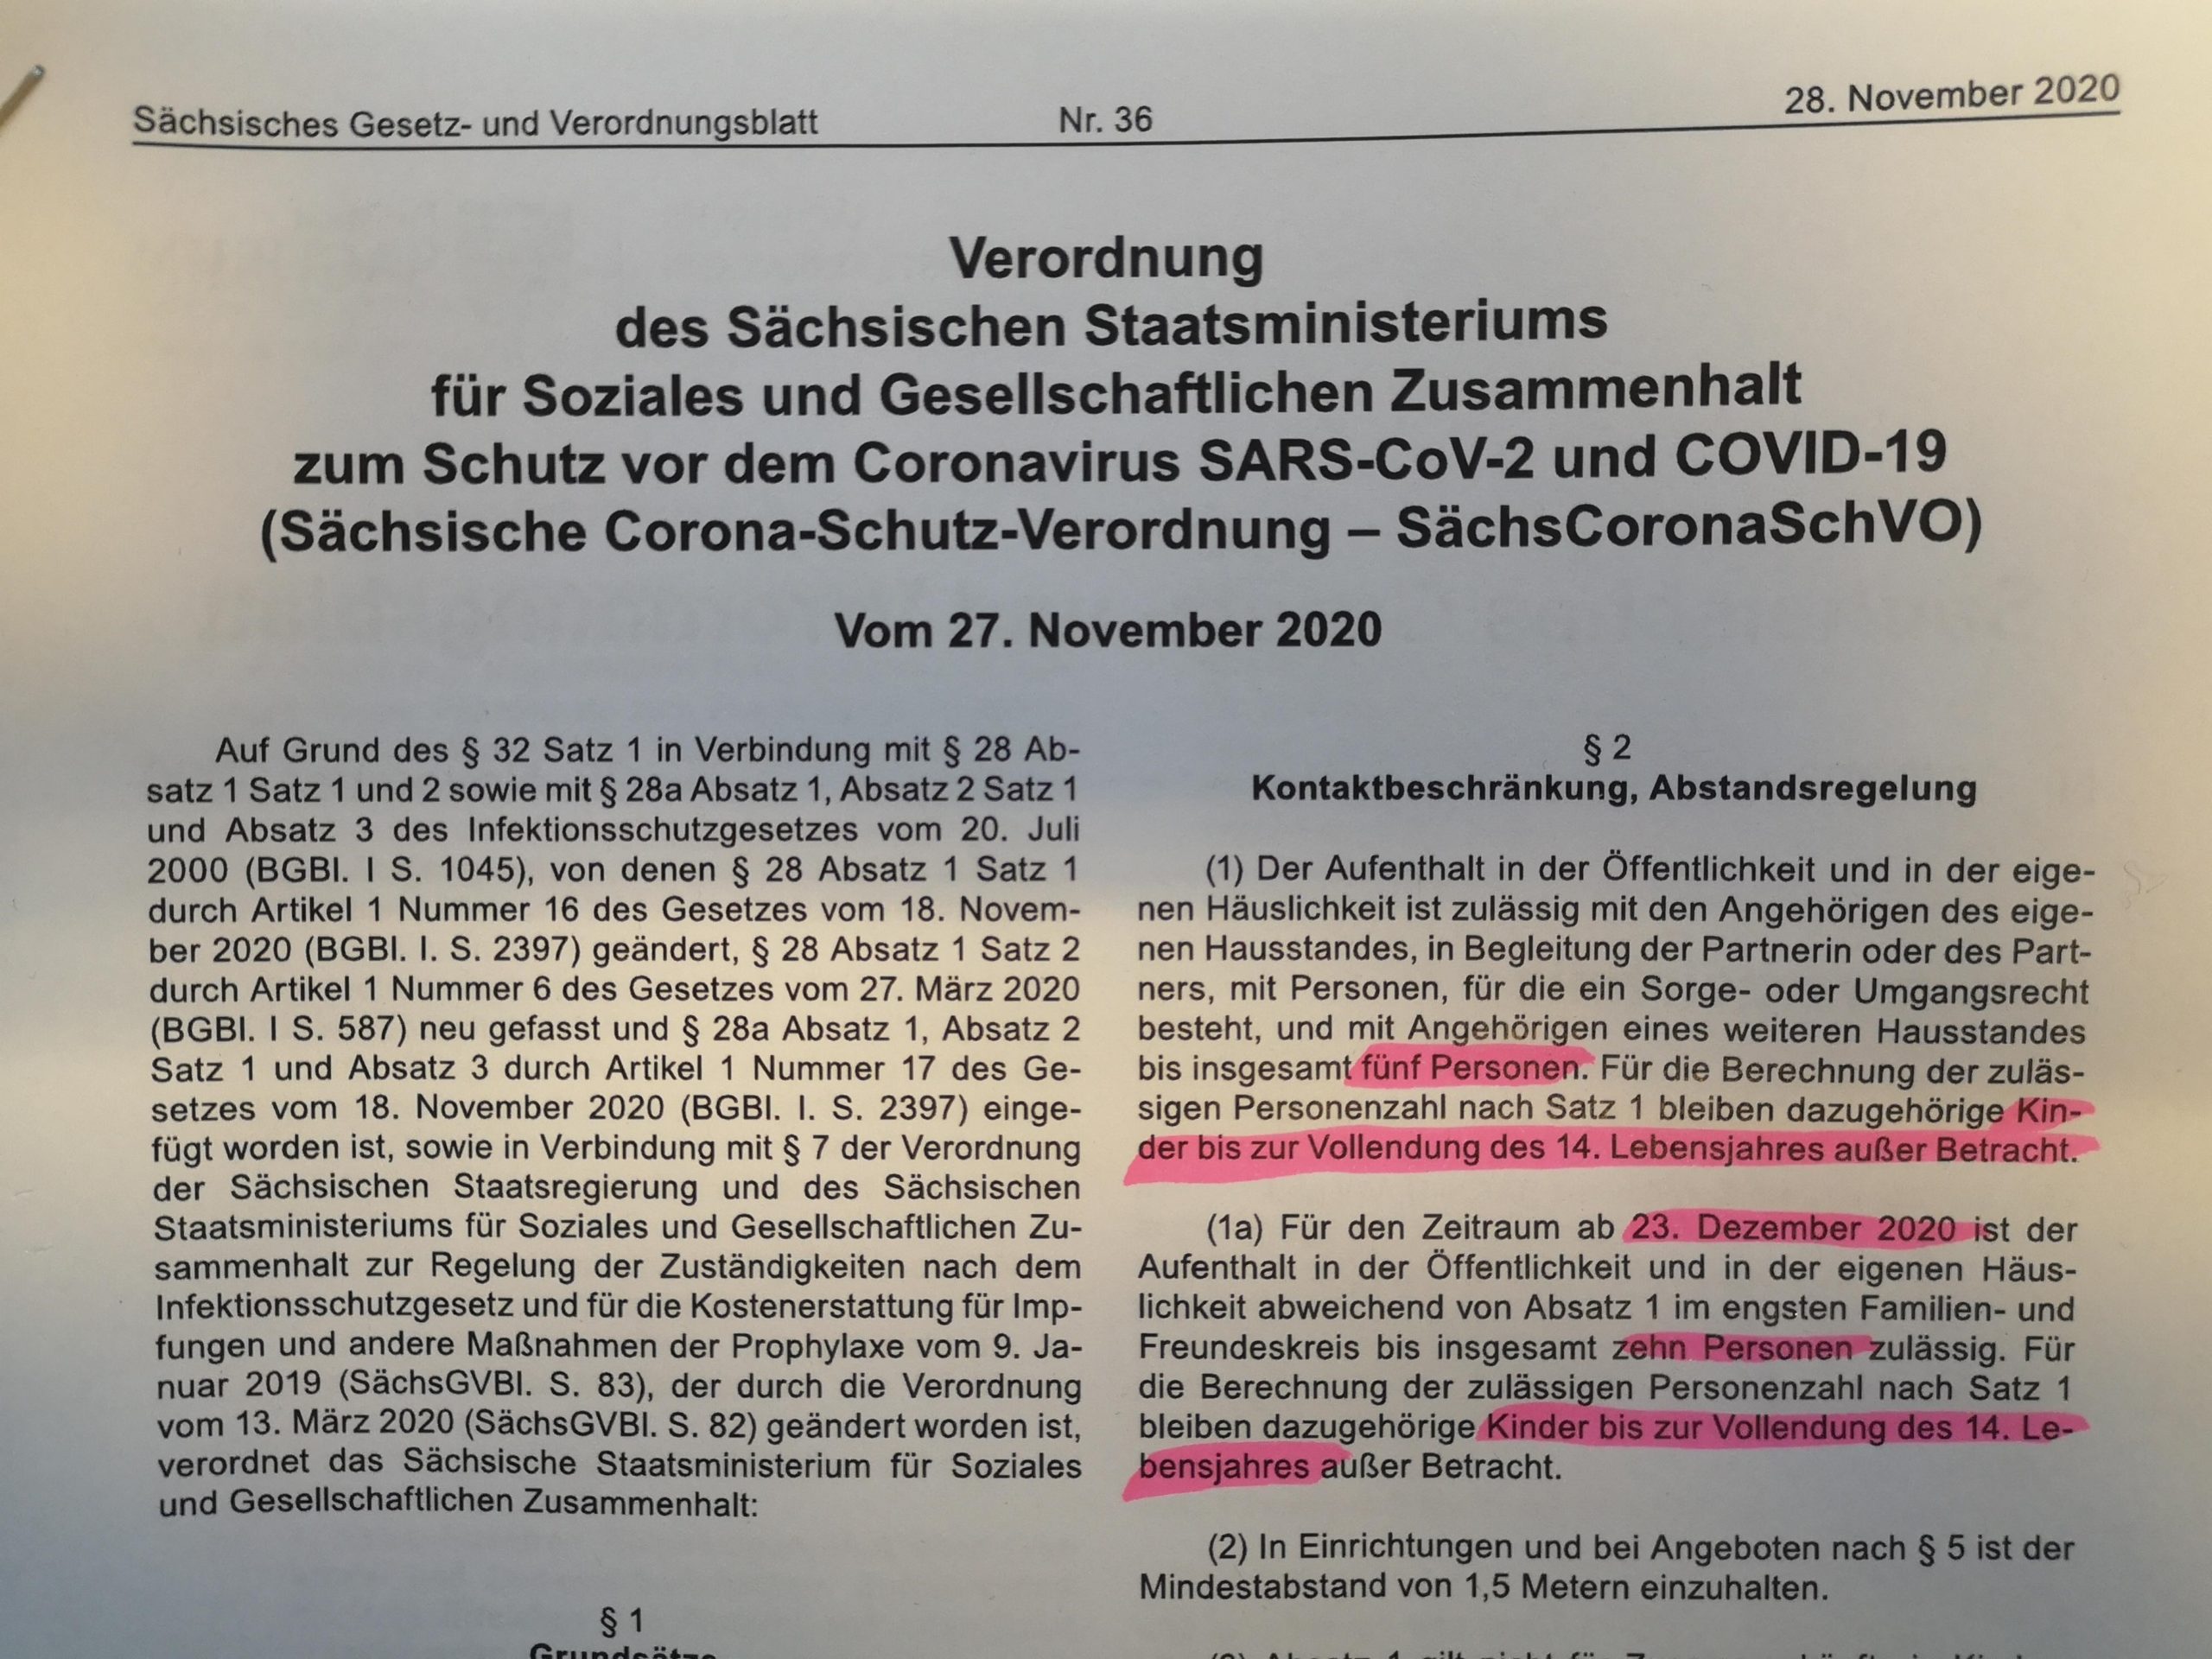 Sächsisches Gesetz- und Verordnungsblatt Nr. 36 28. November 2020
Verordnung
des Sächsischen Staatsministeriums
für Soziales und Gesellschaftlichen Zusammenhalt
zum Schutz vor dem Coronavirus SARS-CoV-2 und COVID-19
(Sächsische Corona-Schutz-Verordnung – SächsCoronaSchVO)
Vom 27. November 2020
Auf Grund des § 32 Satz 1 in Verbindung mit § 28 Ab-
satz 1 Satz 1 und 2 sowie mit § 28a Absatz 1, Absatz 2 Satz 1
und Absatz 3 des Infektionsschutzgesetzes vom 20. Juli
2000 (BGBl. I S. 1045), von denen § 28 Absatz 1 Satz 1
durch Artikel 1 Nummer 16 des Gesetzes vom 18. Novem-
ber 2020 (BGBl. I. S. 2397) geändert, § 28 Absatz 1 Satz 2
durch Artikel 1 Nummer 6 des Gesetzes vom 27. März 2020
(BGBl. I S. 587) neu gefasst und § 28a Absatz 1, Absatz 2
Satz 1 und Absatz 3 durch Artikel 1 Nummer 17 des Ge-
setzes vom 18. November 2020 (BGBl. I. S. 2397) einge-
fügt worden ist, sowie in Verbindung mit § 7 der Verordnung
der Sächsischen Staatsregierung und des Sächsischen
Staatsministeriums für Soziales und Gesellschaftlichen Zu-
sammenhalt zur Regelung der Zuständigkeiten nach dem
Infektionsschutzgesetz und für die Kostenerstattung für Imp-
fungen und andere Maßnahmen der Prophylaxe vom 9. Ja-
nuar 2019 (SächsGVBl. S. 83), der durch die Verordnung
vom 13. März 2020 (SächsGVBl. S. 82) geändert worden ist,
verordnet das Sächsische Staatsministerium für Soziales
und Gesellschaftlichen Zusammenhalt:
§ 1
Grundsätze
§ 2
Kontaktbeschränkung, Abstandsregelung
(1) Der Aufenthalt in der Öffentlichkeit und in der eige-
nen Häuslichkeit ist zulässig mit den Angehörigen des eige-
nen Hausstandes, in Begleitung der Partnerin oder des Part-
ners, mit Personen, für die ein Sorge- oder Umgangsrecht
besteht, und mit Angehörigen eines weiteren Hausstandes
bis insgesamt fünf Personen. Für die Berechnung der zuläs-
sigen Personenzahl nach Satz 1 bleiben dazugehörige Kin-
der bis zur Vollendung des 14. Lebensjahres außer Betracht.
(1a) Für den Zeitraum ab 23. Dezember 2020 ist der
Aufenthalt in der Öffentlichkeit und in der eigenen Häus-
lichkeit abweichend von Absatz 1 im engsten Familien- und
Freundeskreis bis insgesamt zehn Personen zulässig. Für
die Berechnung der zulässigen Personenzahl nach Satz 1
bleiben dazugehörige Kinder bis zur Vollendung des 14. Le-
bensjahres außer Betracht.
(2) In Einrichtungen und bei Angeboten nach § 5 ist der
Mindestabstand von 1,5 Metern einzuhalten.